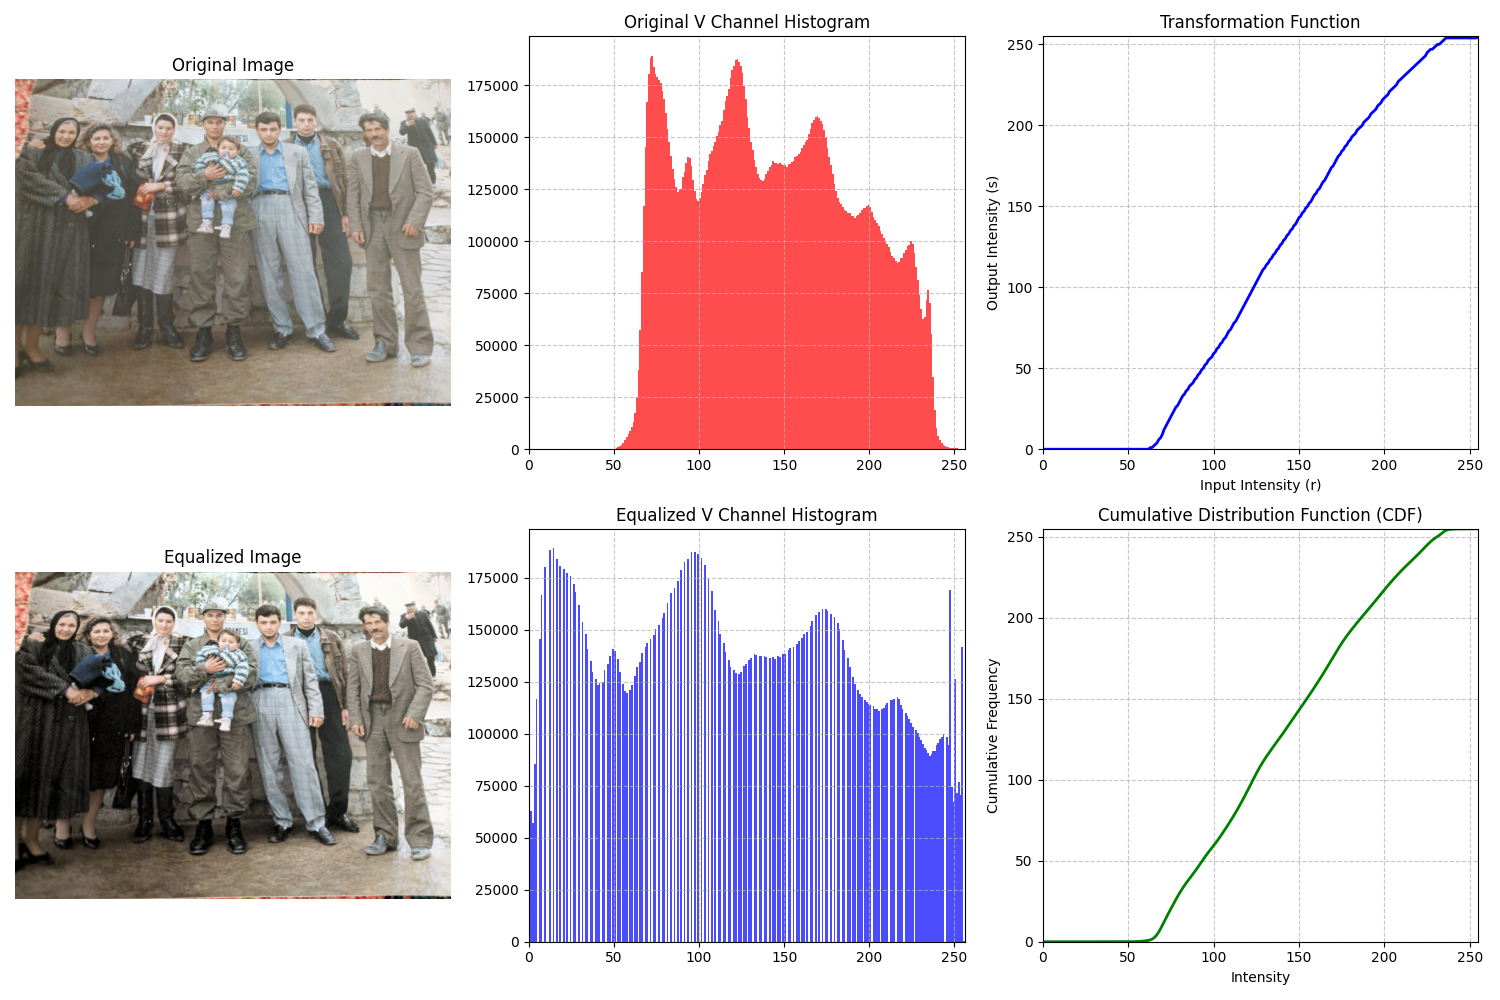 Original Image
Original V Channel Histogram
175000
150000
125000
100000
75000
50000
25000
0
0 50 100 150 200 250
Transformation Function
Output Intensity (s)
250
200
150
100
50
0
0 50 100 150 200 250
Input Intensity (r)
Equalized Image
Equalized V Channel Histogram
175000
150000
125000
100000
75000
50000
25000
0
0 50 100 150 200 250
Cumulative Distribution Function (CDF)
Cumulative Frequency
250
200
150
100
50
0
0 50 100 150 200 250
Intensity